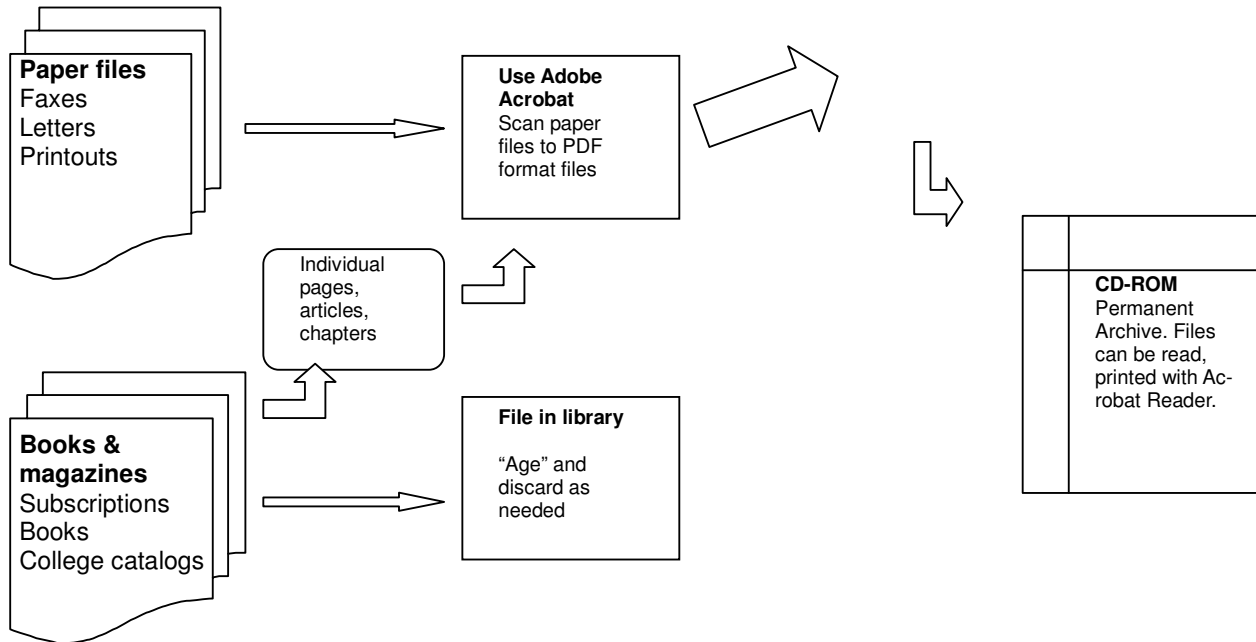 Paper files
Faxes
Letters
Printouts
Use Adobe
Acrobat
Scan paper
files to PDF
format files
Individual
pages,
articles,
chapters
Books &
magazines
Subscriptions
Books
College catalogs
File in library
“Age” and
discard as
needed
CD-ROM
Permanent
Archive. Files
can be read,
printed with Ac-
robat Reader.